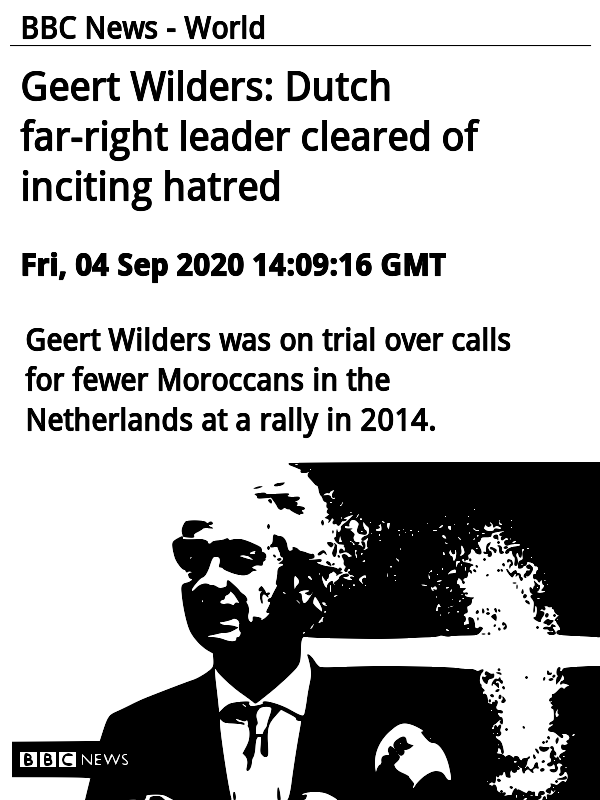 BBC News - World
Geert Wilders: Dutch
far-right leader cleared of
inciting hatred
Fri, 04 Sep 2020 14:09:16 GMT
Geert Wilders was on trial over calls
for fewer Moroccans in the
Netherlands at a rally in 2014.
BBC NEWS